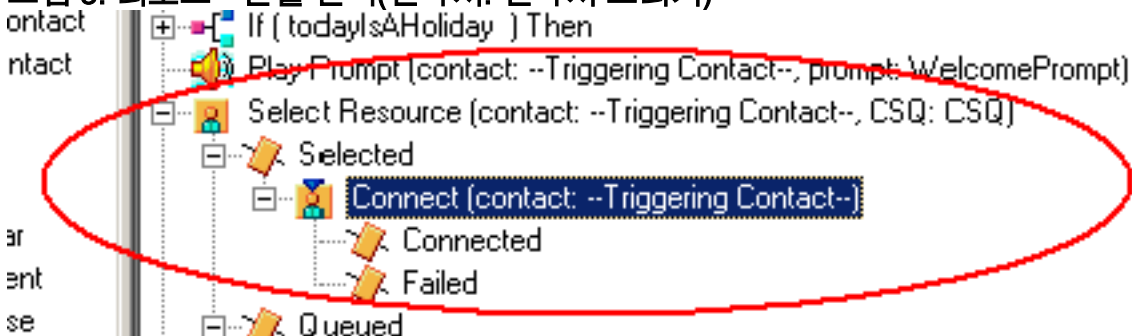 ontact
If ( todayIsAHoliday ) Then
ntact
Play Prompt (contact: --Triggering Contact--, prompt: WelcomePrompt)
Select Resource (contact: --Triggering Contact--, CSQ: CSQ)
Selected
Connect (contact: --Triggering Contact--)
ar
Connected
ent
Failed
se
Queued